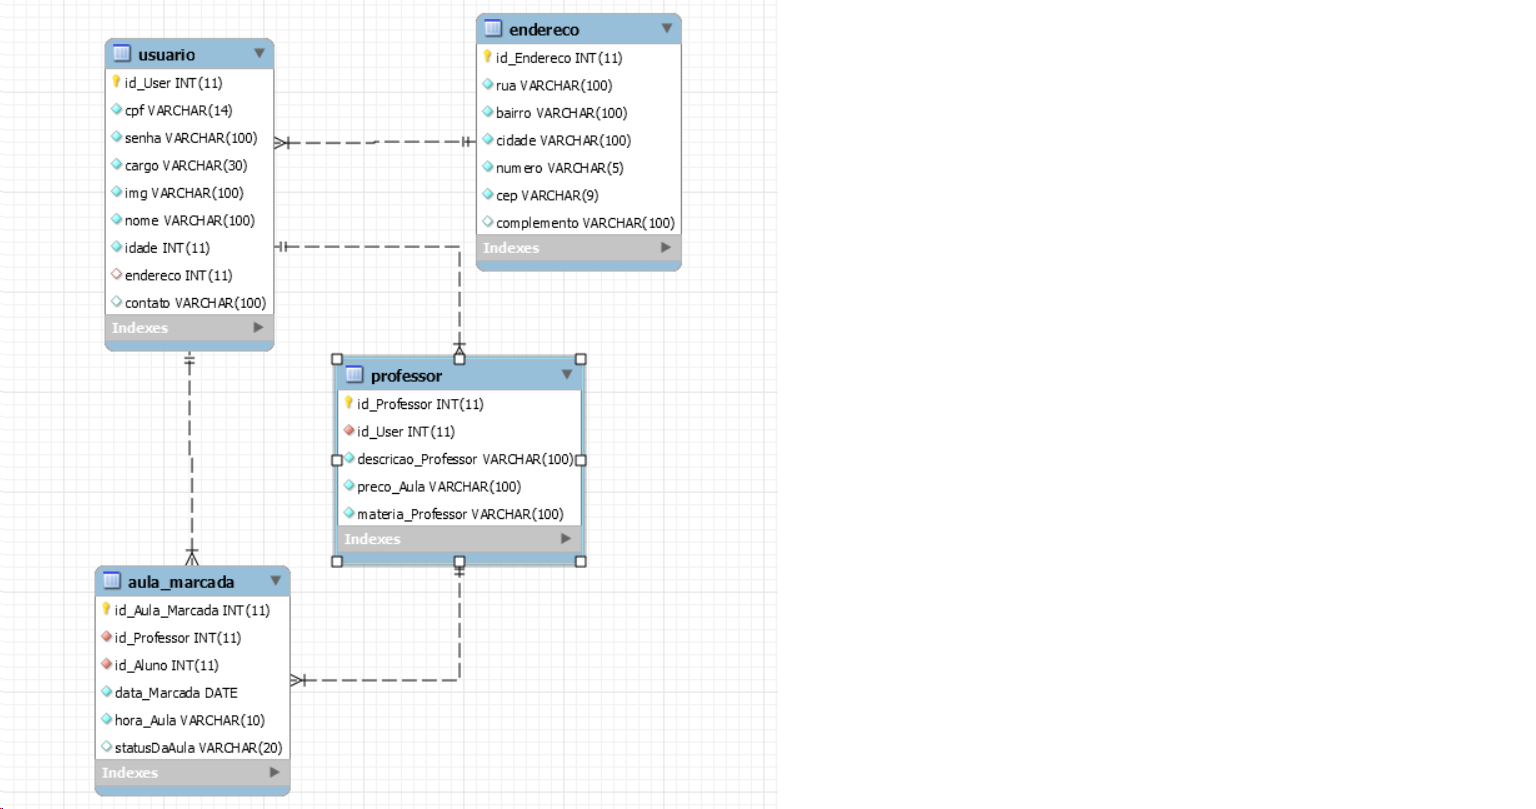 usuario
id_User INT(11)
cpf VARCHAR(14)
senha VARCHAR(100)
cargo VARCHAR(30)
img VARCHAR(100)
nome VARCHAR(100)
idade INT(11)
endereco INT(11)
contato VARCHAR(100)
Indexes
endereco
id_Endereco INT(11)
rua VARCHAR(100)
bairro VARCHAR(100)
cidade VARCHAR(100)
numero VARCHAR(5)
cep VARCHAR(9)
complemento VARCHAR(100)
Indexes
professor
id_Professor INT(11)
id_User INT(11)
descricao_Professor VARCHAR(100)
preco_Aula VARCHAR(100)
materia_Professor VARCHAR(100)
Indexes
aula_marcada
id_Aula_Marcada INT(11)
id_Professor INT(11)
id_Aluno INT(11)
data_Marcada DATE
hora_Aula VARCHAR(10)
statusDaAula VARCHAR(20)
Indexes